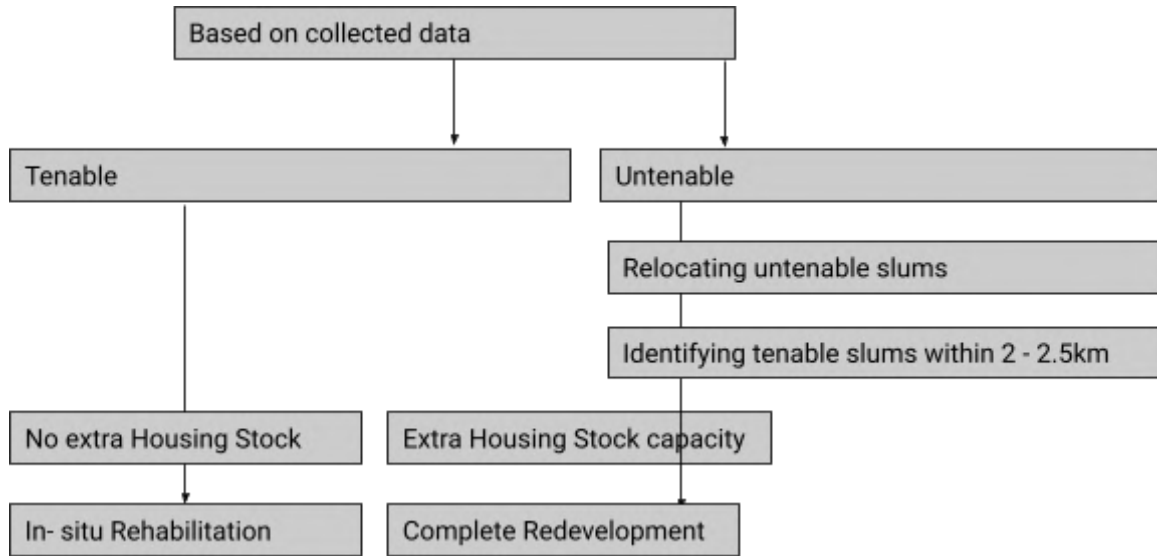 Based on collected data
Tenable
Untenable
Relocating untenable slums
Identifying tenable slums within 2 - 2.5km
No extra Housing Stock
Extra Housing Stock capacity
In- situ Rehabilitation
Complete Redevelopment